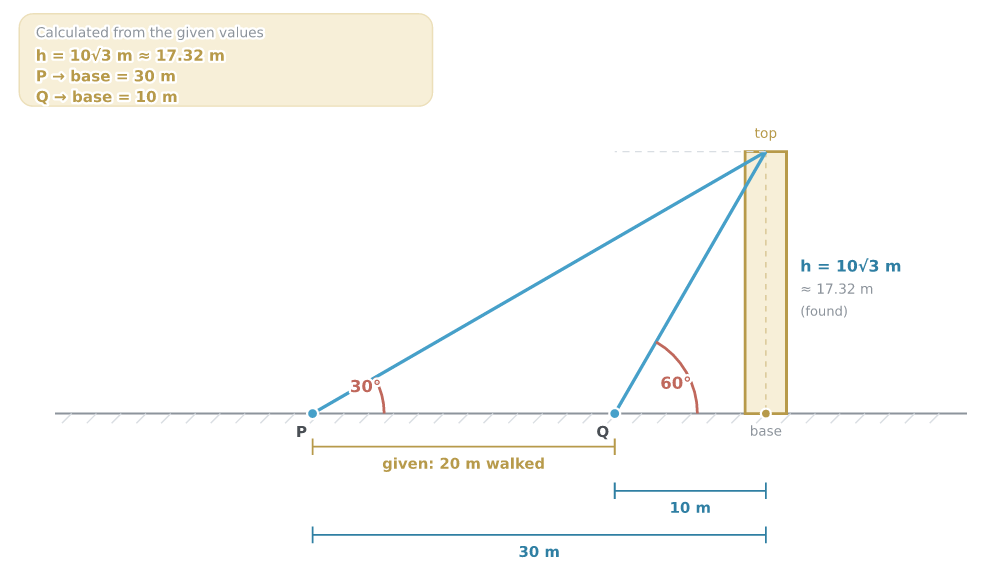 Calculated from the given values
h = 10√3 m ≈ 17.32 m
P → base = 30 m
Q → base = 10 m
top
h = 10√3 m
≈ 17.32 m
(found)
30°
60°
P
Q
base
given: 20 m walked
10 m
30 m